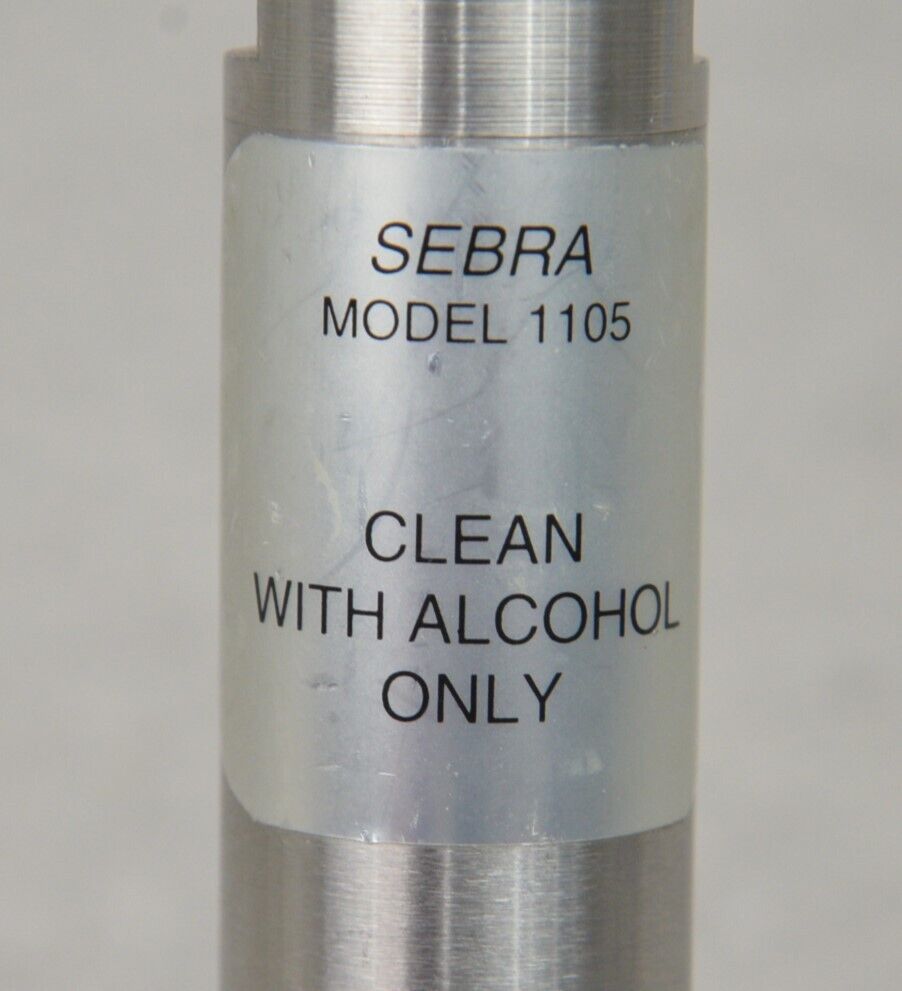 SEBRA
MODEL 1105
CLEAN
WITH ALCOHOL
ONLY